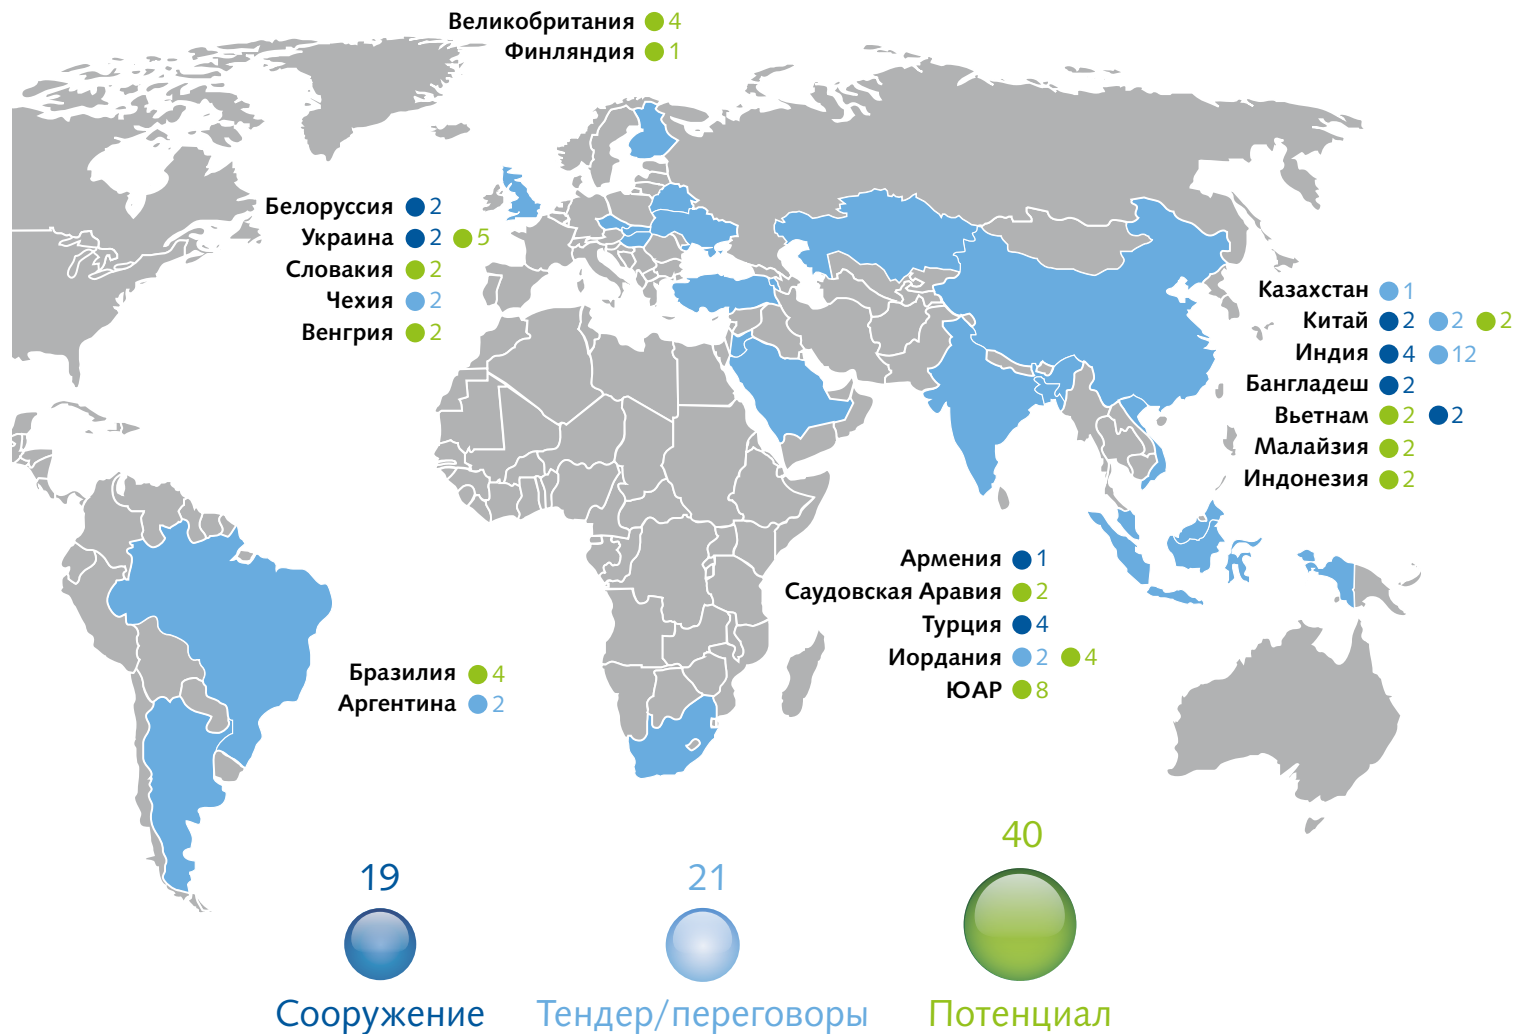 Великобритания 4
Финляндия 1
Белоруссия 2
Украина 2 5
Словакия 2
Чехия 2
Венгрия 2
Казахстан 1
Китай 2 2 2
Индия 4 12
Бангладеш 2
Вьетнам 2 2
Малайзия 2
Индонезия 2
Армения 1
Саудовская Аравия 2
Турция 4
Иордания 2 4
ЮАР 8
Бразилия 4
Аргентина 2
19 21 40
Сооружение Тендер/переговоры Потенциал